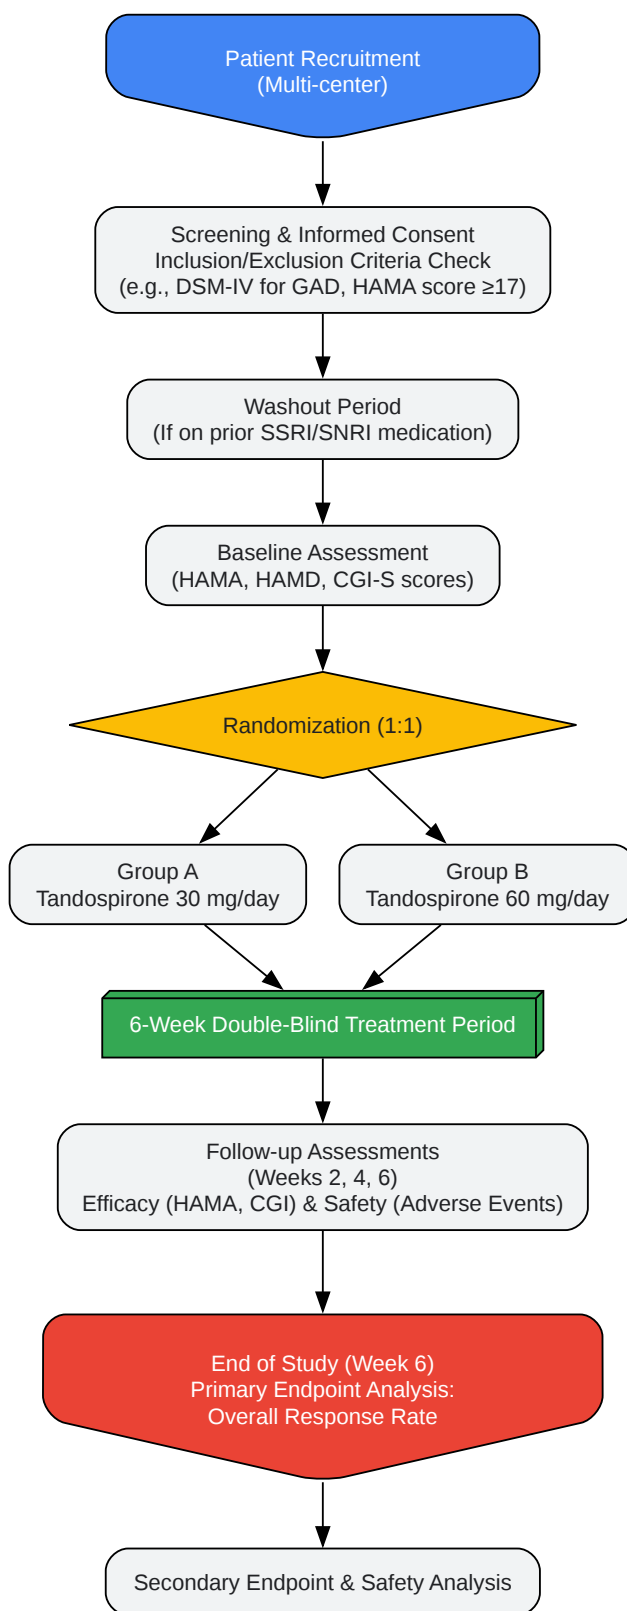 Patient Recruitment
(Multi-center)
Screening & Informed Consent
Inclusion/Exclusion Criteria Check
(e.g., DSM-IV for GAD, HAMA score ≥17)
Washout Period
(If on prior SSRI/SNRI medication)
Baseline Assessment
(HAMA, HAMD, CGI-S scores)
Randomization (1:1)
Group A
Tandospirone 30 mg/day
Group B
Tandospirone 60 mg/day
6-Week Double-Blind Treatment Period
Follow-up Assessments
(Weeks 2, 4, 6)
Efficacy (HAMA, CGI) & Safety (Adverse Events)
End of Study (Week 6)
Primary Endpoint Analysis:
Overall Response Rate
Secondary Endpoint & Safety Analysis